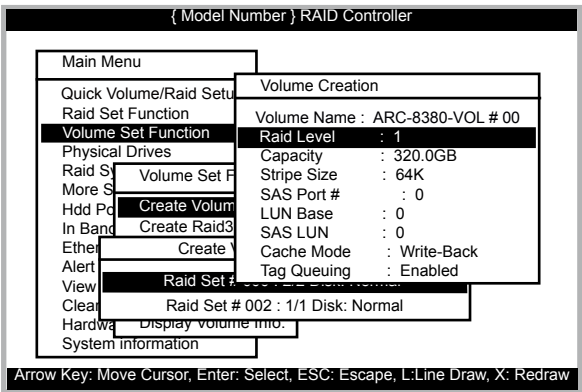 { Model Number } RAID Controller
Main Menu
Quick Volume/Raid Setu
Raid Set Function
Volume Set Function
Physical Drives
Raid Sy
More S
Hdd Po
In Banc
Ether
Alert
View
Clear
Hardwa
System information
Volume Set F
Create Volum
Create Raid3
Display Volume Info.
Create V
Raid Set #
Raid Set # 002 : 1/1 Disk: Normal
Volume Creation
Volume Name : ARC-8380-VOL # 00
Raid Level : 1
Capacity : 320.0GB
Stripe Size : 64K
SAS Port # : 0
LUN Base : 0
SAS LUN : 0
Cache Mode : Write-Back
Tag Queuing : Enabled
Arrow Key: Move Cursor, Enter: Select, ESC: Escape, L:Line Draw, X: Redraw